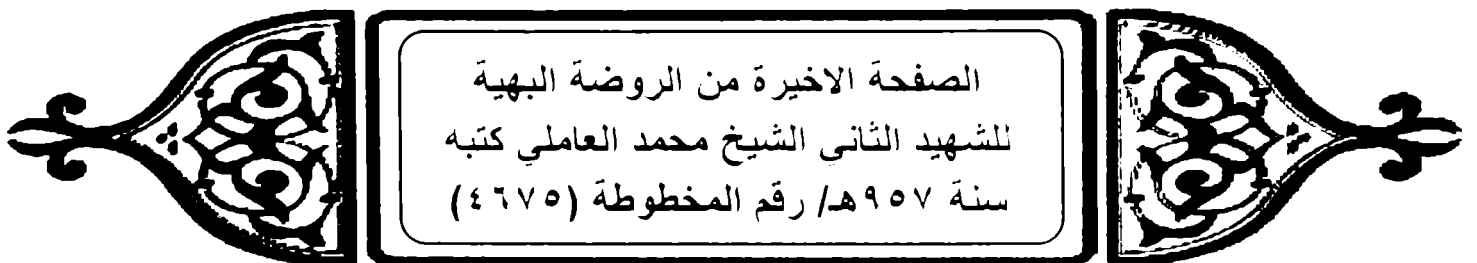 الصفحة الاخيرة من الروضة البهية
للشهيد الثاني الشيخ محمد العاملي كتبه
سنة ٩٥٧هـ/ رقم المخطوطة (٤٦٧٥)